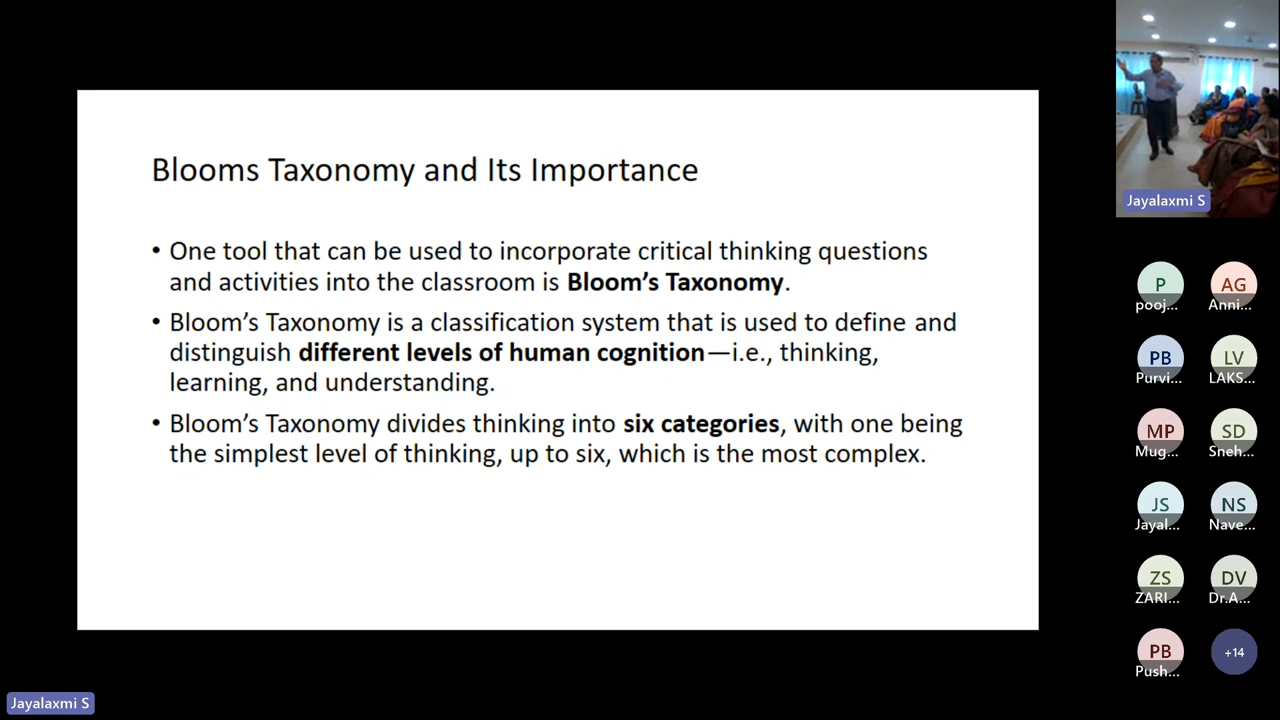 Blooms Taxonomy and Its Importance
• One tool that can be used to incorporate critical thinking questions
and activities into the classroom is Bloom’s Taxonomy.
• Bloom’s Taxonomy is a classification system that is used to define and
distinguish different levels of human cognition—i.e., thinking,
learning, and understanding.
• Bloom’s Taxonomy divides thinking into six categories, with one being
the simplest level of thinking, up to six, which is the most complex.
Jayalaxmi S
P AG
pooj... Anni...
PB LV
Purvi... LAKS...
MP SD
Mug... Sneh...
JS NS
Jayal... Nave...
ZS DV
ZARI... Dr.A...
PB +14
Push...
Jayalaxmi S